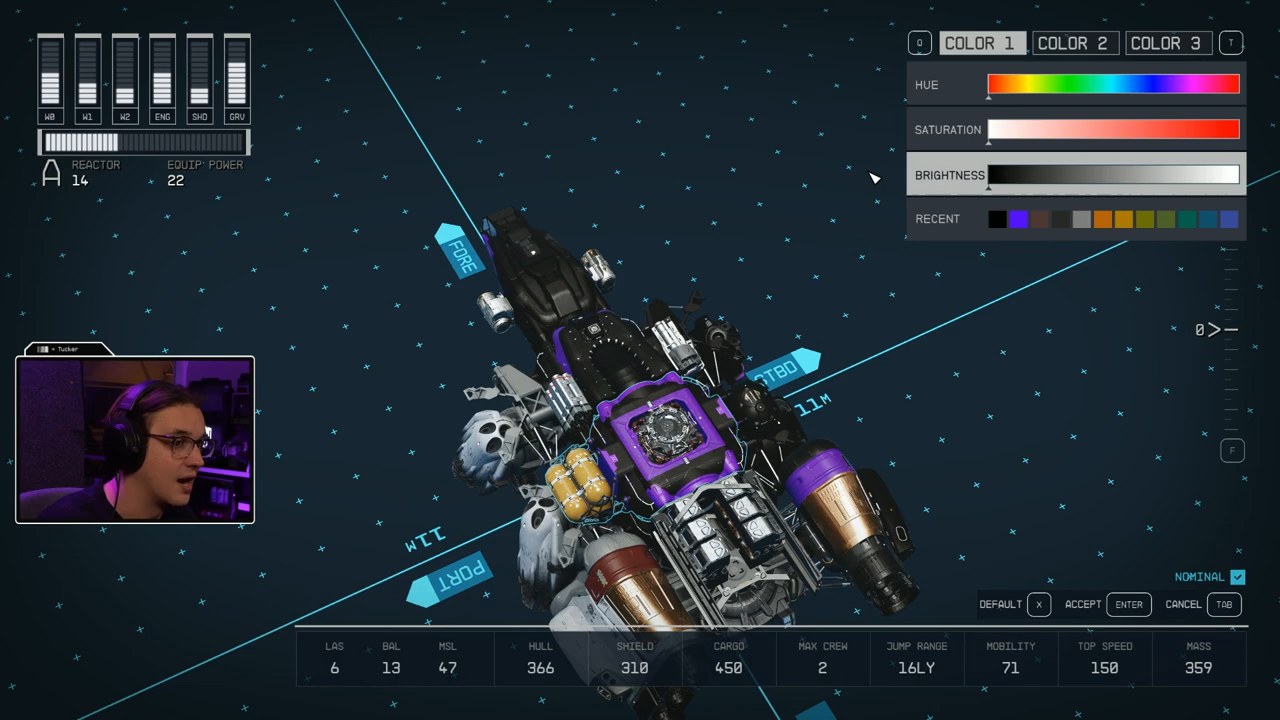 W0 W1 W2 ENG SHD GRV
REACTOR
14
EQUIP POWER
22
Q COLOR 1 COLOR 2 COLOR 3 T
HUE
SATURATION
BRIGHTNESS
RECENT
FORE
STBD
11M
0
F
Tucker
11M
PORT
NOMINAL
DEFAULT X ACCEPT ENTER CANCEL TAB
LAS BAL MSL HULL SHIELD CARGO MAX CREW JUMP RANGE MOBILITY TOP SPEED MASS
6 13 47 366 310 450 2 16LY 71 150 359